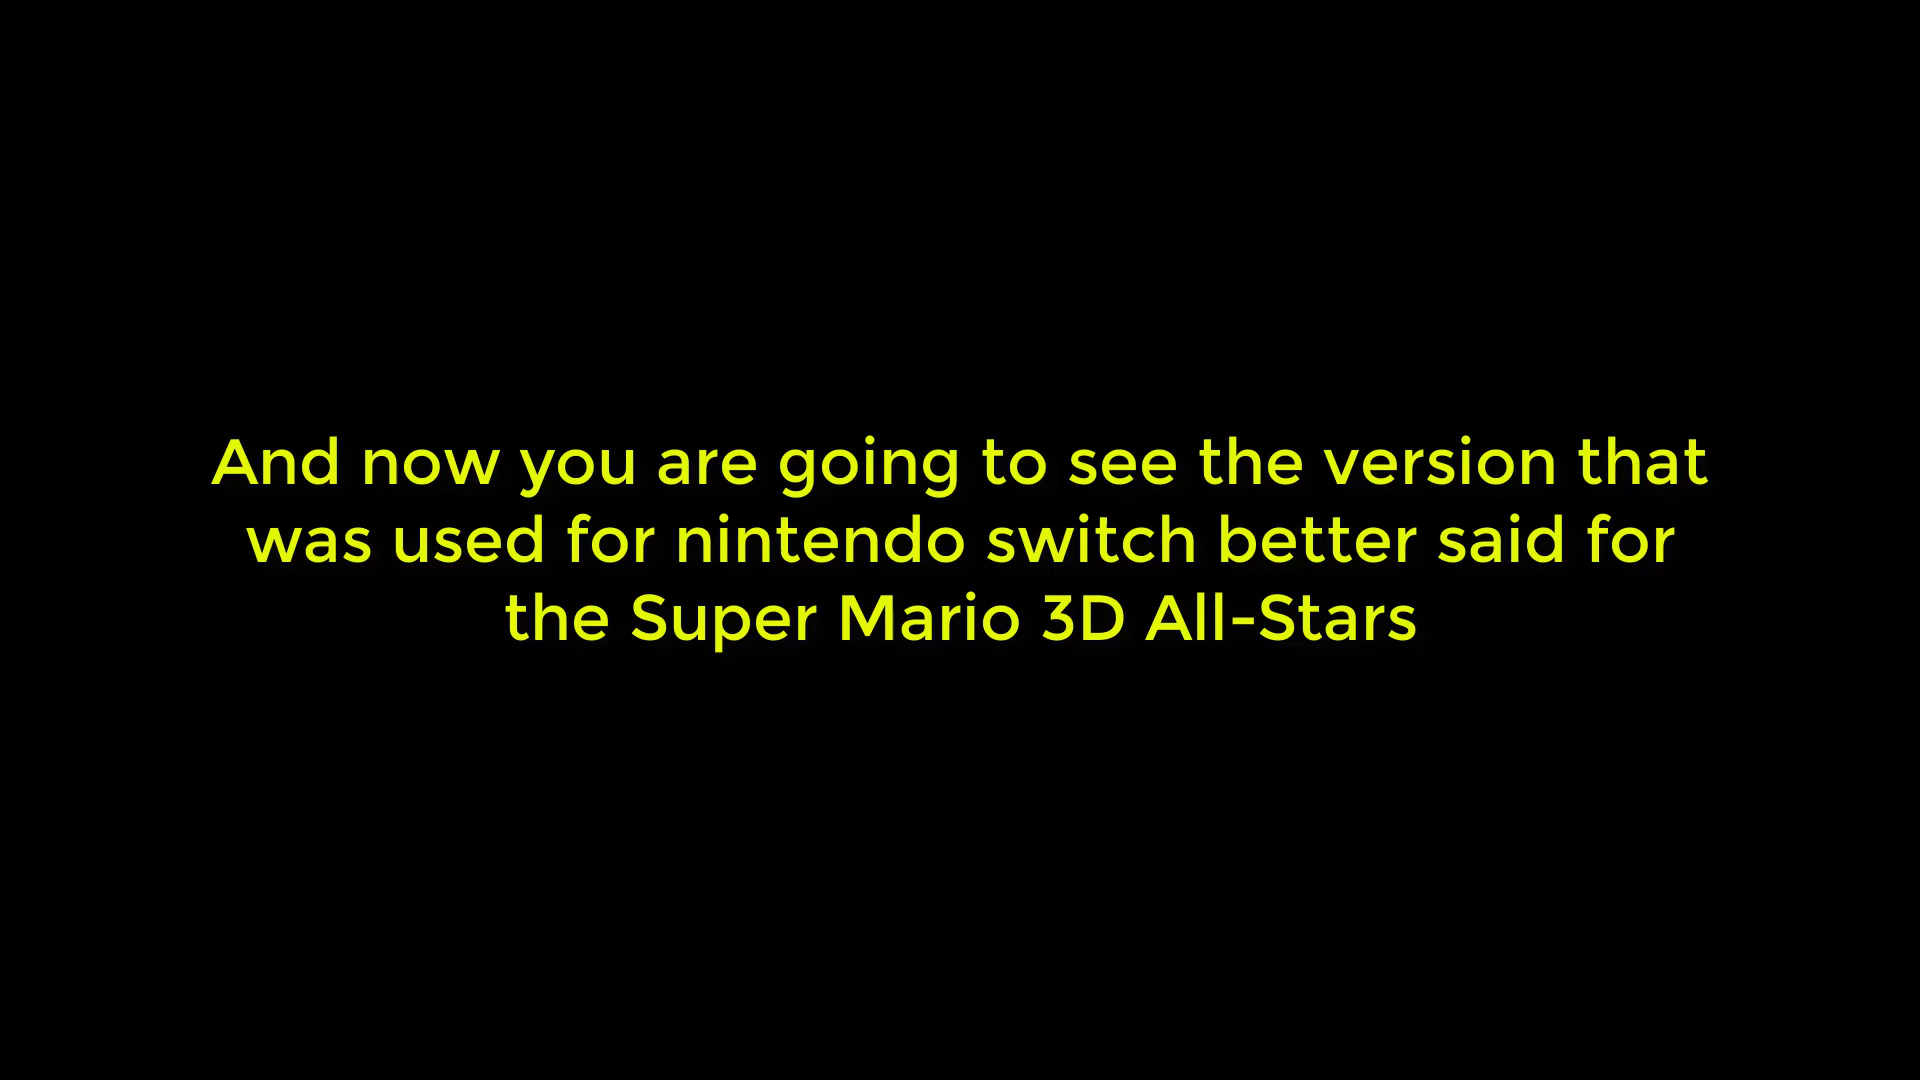 And now you are going to see the version that
was used for nintendo switch better said for
the Super Mario 3D All-Stars